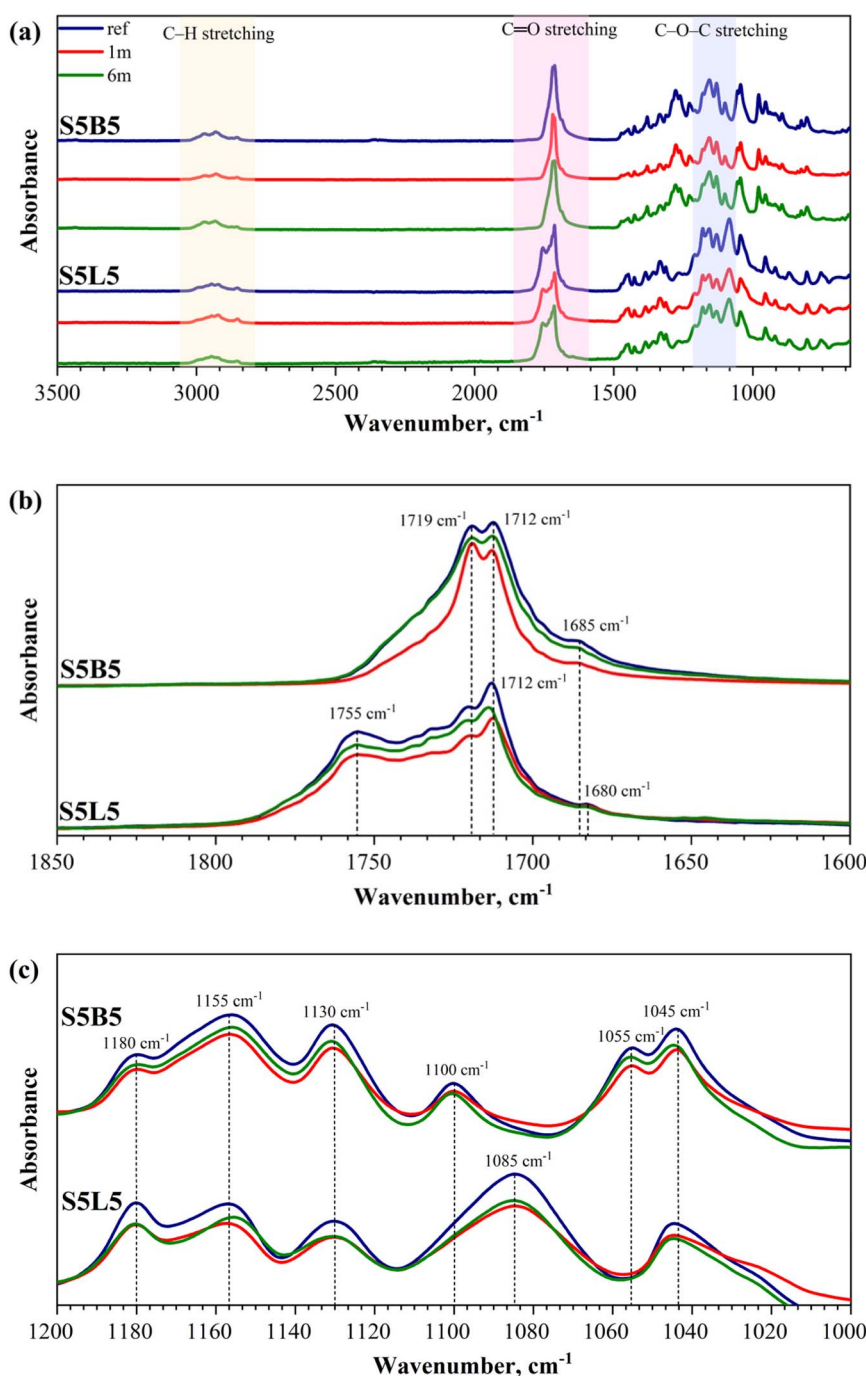 (a)
ref
1m
6m
C–H stretching
C=O stretching
C–O–C stretching
S5B5
S5L5
Absorbance
3500 3000 2500 2000 1500 1000
Wavenumber, cm-1
(b)
1719 cm-1
1712 cm-1
1685 cm-1
S5B5
1755 cm-1
1712 cm-1
1680 cm-1
S5L5
Absorbance
1850 1800 1750 1700 1650 1600
Wavenumber, cm-1
(c)
S5B5
1180 cm-1
1155 cm-1
1130 cm-1
1100 cm-1
1055 cm-1
1045 cm-1
1085 cm-1
S5L5
Absorbance
1200 1180 1160 1140 1120 1100 1080 1060 1040 1020 1000
Wavenumber, cm-1